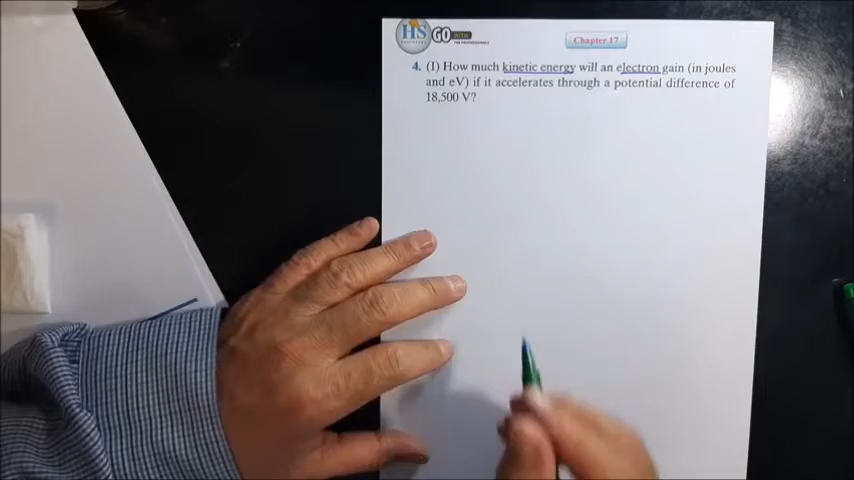 HS
GO WITH
Chapter 17
4. (I) How much kinetic energy will an electron gain (in joules
and eV) if it accelerates through a potential difference of
18,500 V?